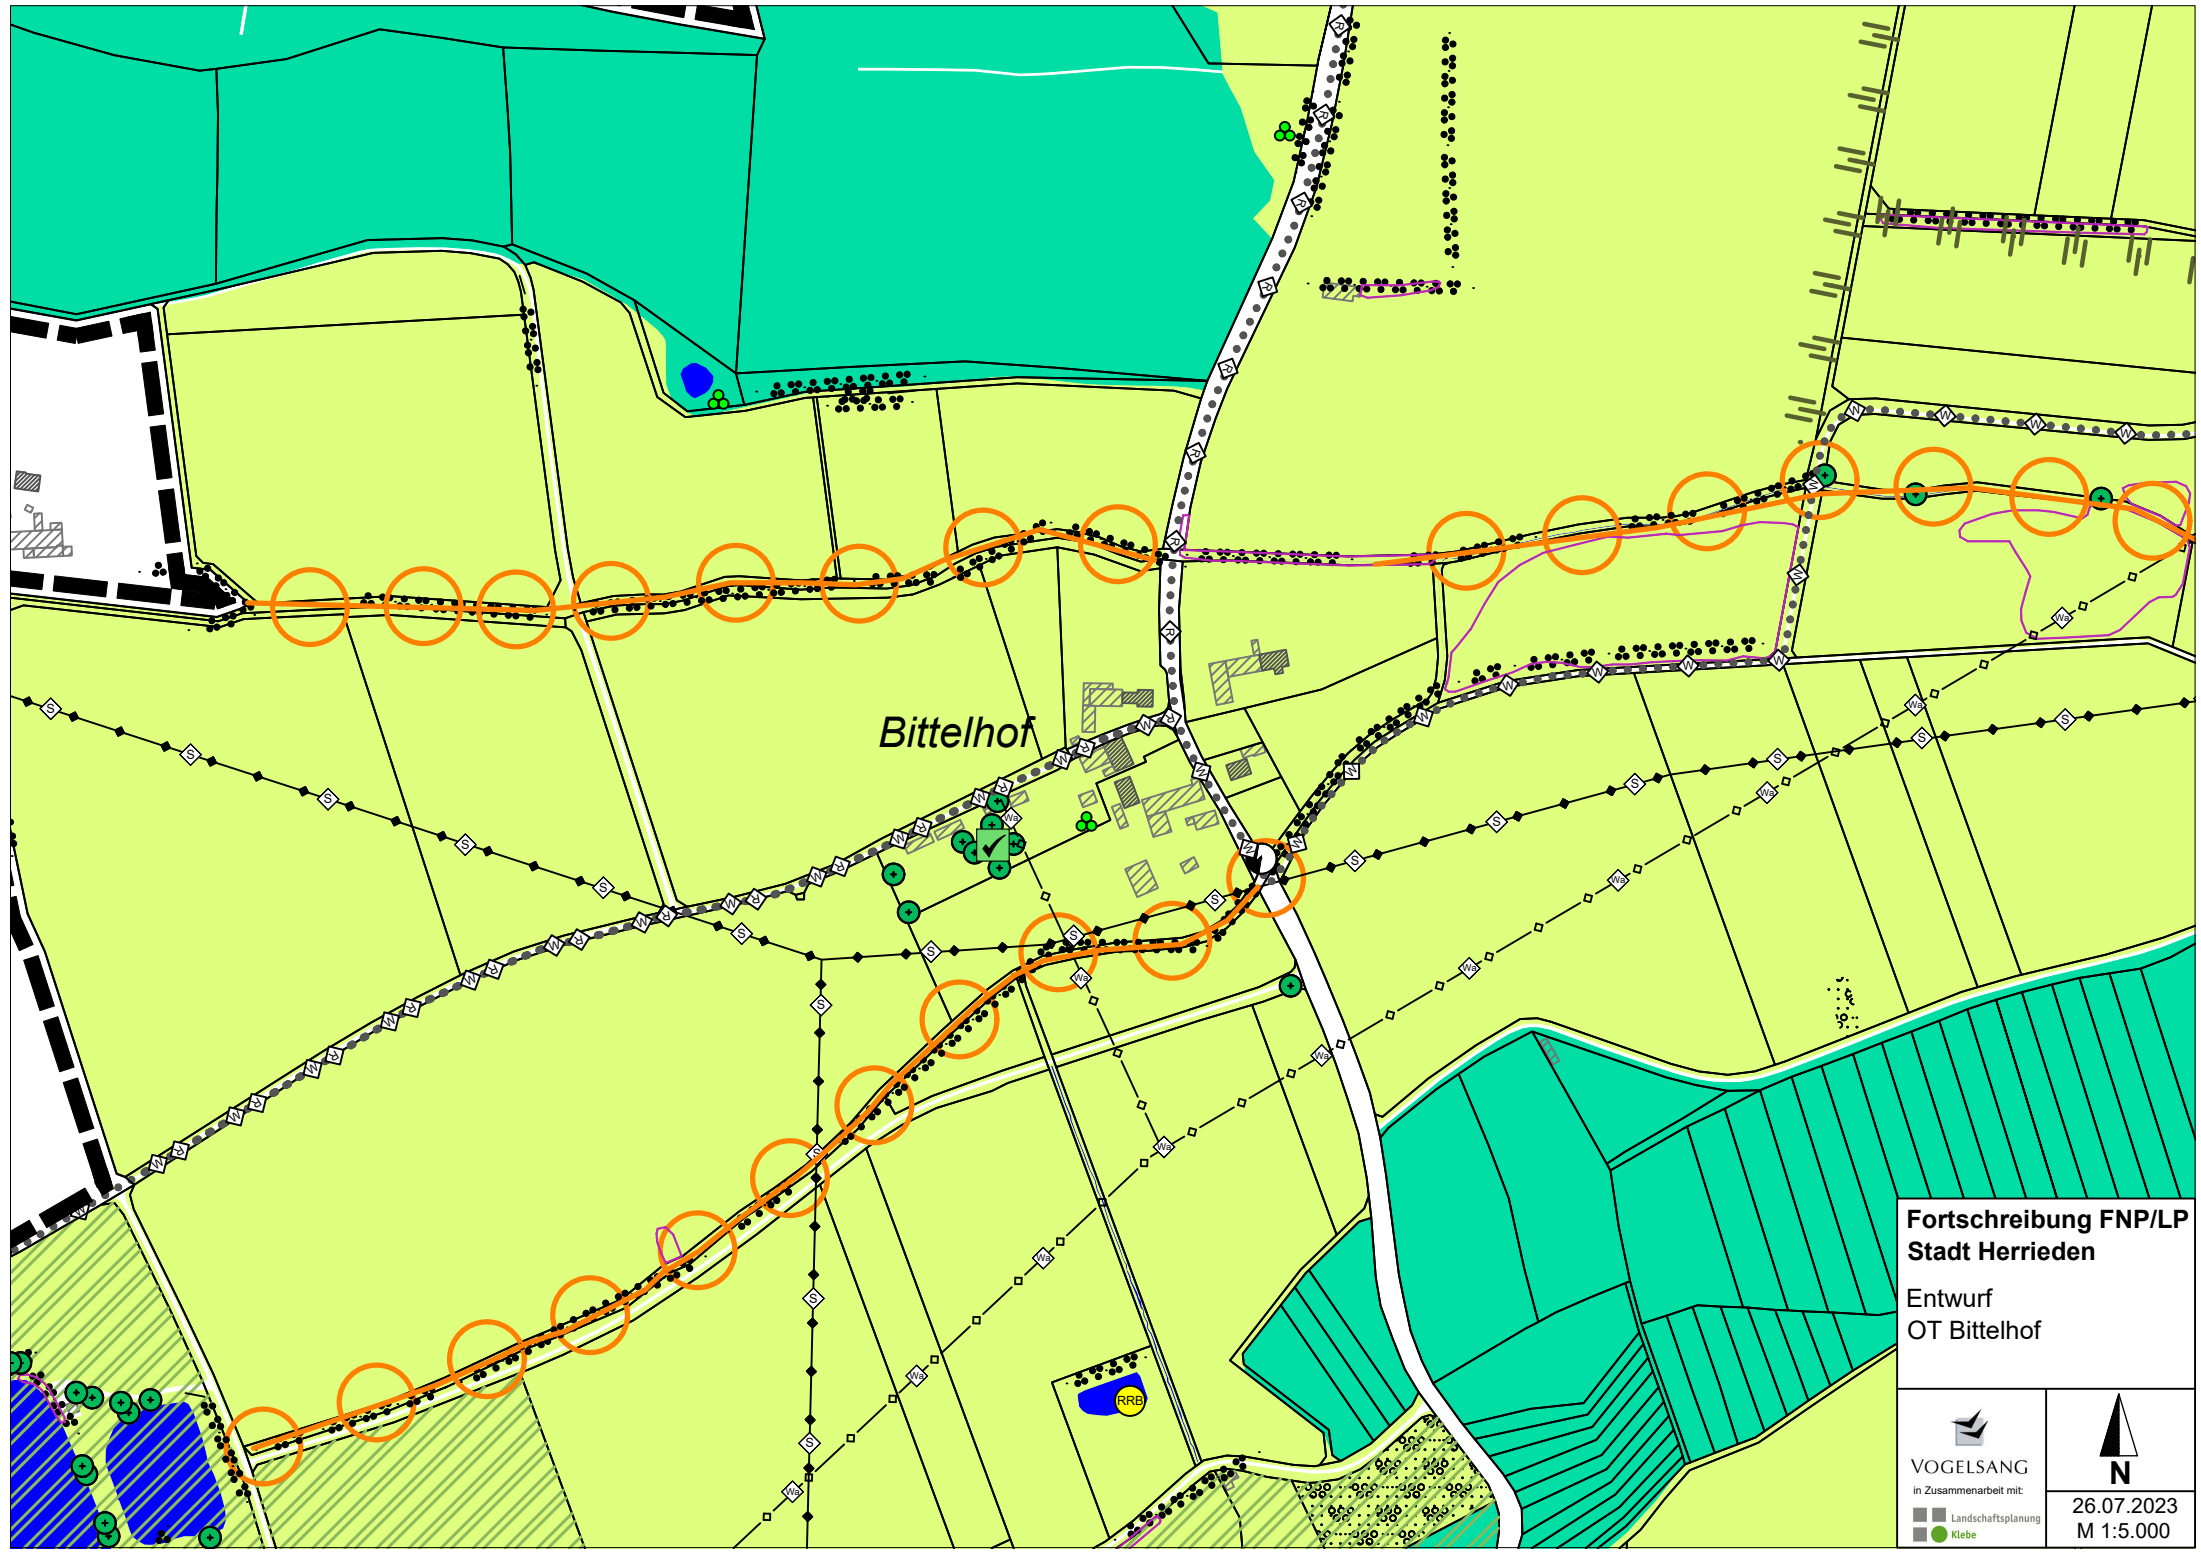 Bittelhof
RRB
Fortschreibung FNP/LP
Stadt Herrieden
Entwurf
OT Bittelhof
VOGELSANG
in Zusammenarbeit mit:
Landschaftsplanung
Klebe
N
26.07.2023
M 1:5.000